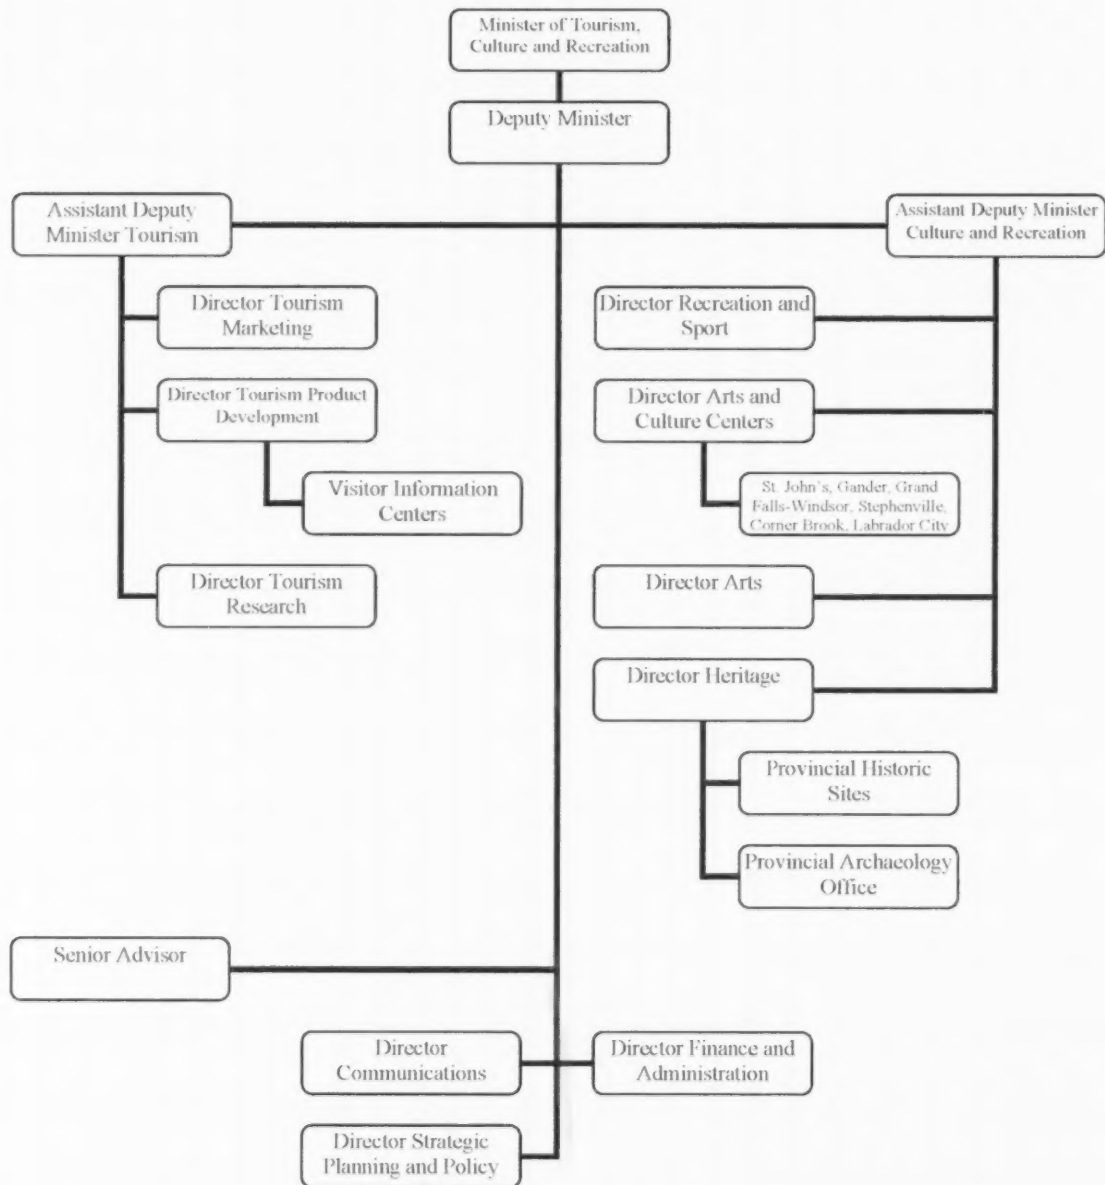 Minister of Tourism,
Culture and Recreation
Deputy Minister
Assistant Deputy
Minister Tourism
Assistant Deputy Minister
Culture and Recreation
Director Tourism
Marketing
Director Recreation and
Sport
Director Tourism Product
Development
Director Arts and
Culture Centers
Visitor Information
Centers
St. John's, Gander, Grand
Falls-Windsor, Stephenville,
Corner Brook, Labrador City
Director Tourism
Research
Director Arts
Director Heritage
Provincial Historic
Sites
Provincial Archaeology
Office
Senior Advisor
Director
Communications
Director Finance and
Administration
Director Strategic
Planning and Policy